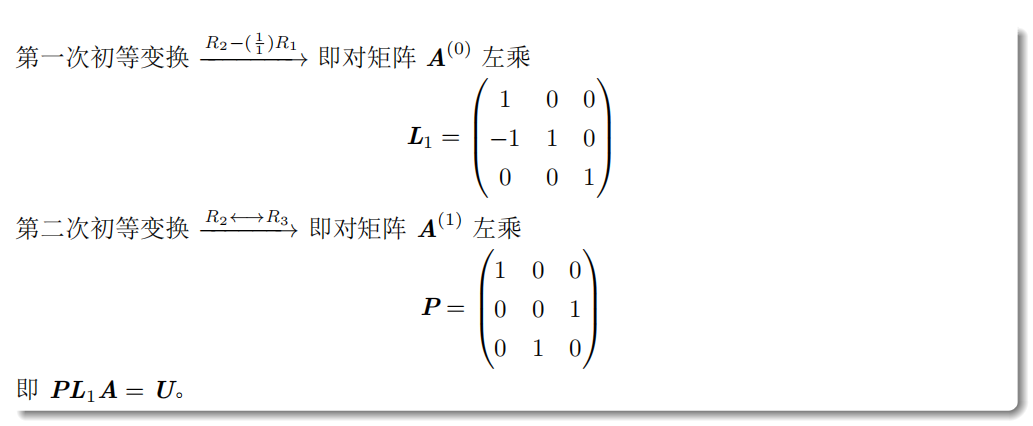 第一次初等变换 $\xrightarrow{R_2-(\frac{1}{1})R_1}$ 即对矩阵 $\boldsymbol{A}^{(0)}$ 左乘
$\boldsymbol{L}_1 = \begin{pmatrix} 1 & 0 & 0 \\ -1 & 1 & 0 \\ 0 & 0 & 1 \end{pmatrix}$
第二次初等变换 $\xrightarrow{R_2 \longleftrightarrow R_3}$ 即对矩阵 $\boldsymbol{A}^{(1)}$ 左乘
$\boldsymbol{P} = \begin{pmatrix} 1 & 0 & 0 \\ 0 & 0 & 1 \\ 0 & 1 & 0 \end{pmatrix}$
即 $\boldsymbol{P}\boldsymbol{L}_1\boldsymbol{A} = \boldsymbol{U}$。